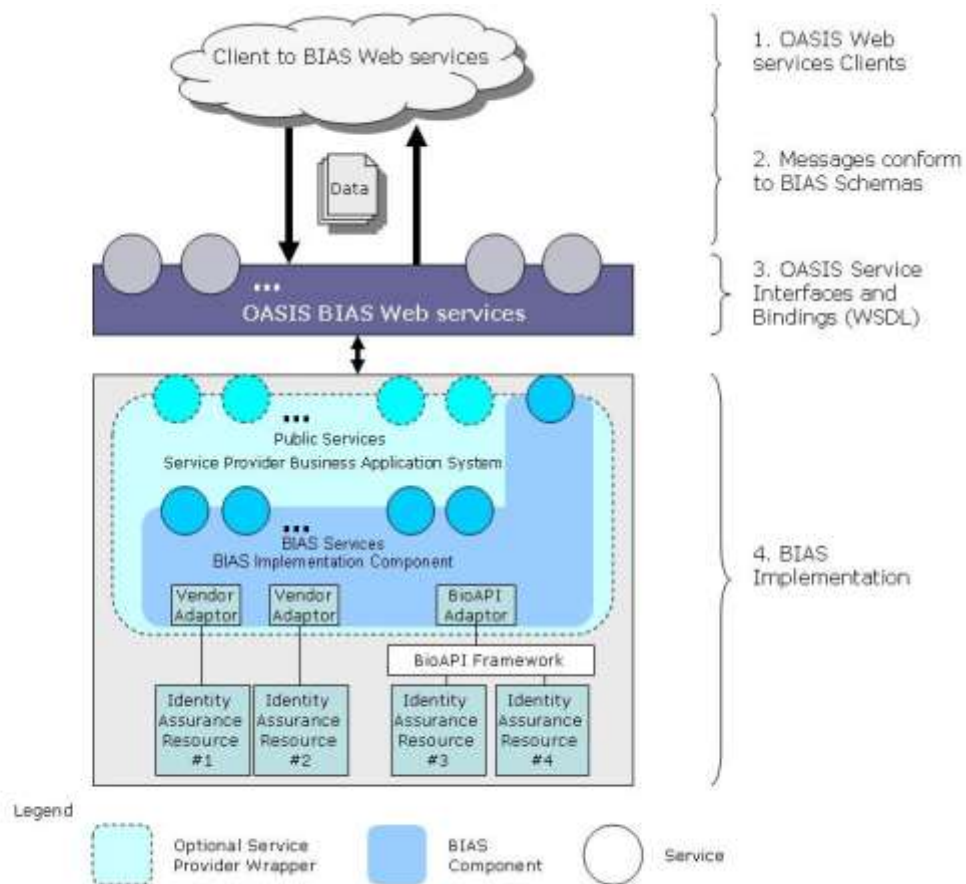 Client to BIAS Web services
1. OASIS Web
services Clients
Data
2. Messages conform
to BIAS Schemas
...
OASIS BIAS Web services
3. OASIS Service
Interfaces and
Bindings (WSDL)
...
Public Services
Service Provider Business Application System
...
BIAS Services
BIAS Implementation Component
4. BIAS
Implementation
Vendor
Adaptor
Vendor
Adaptor
BioAPI
Adaptor
BioAPI Framework
Identity
Assurance
Resource
#1
Identity
Assurance
Resource
#2
Identity
Assurance
Resource
#3
Identity
Assurance
Resource
#4
Legend
Optional Service
Provider Wrapper
BIAS
Component
Service